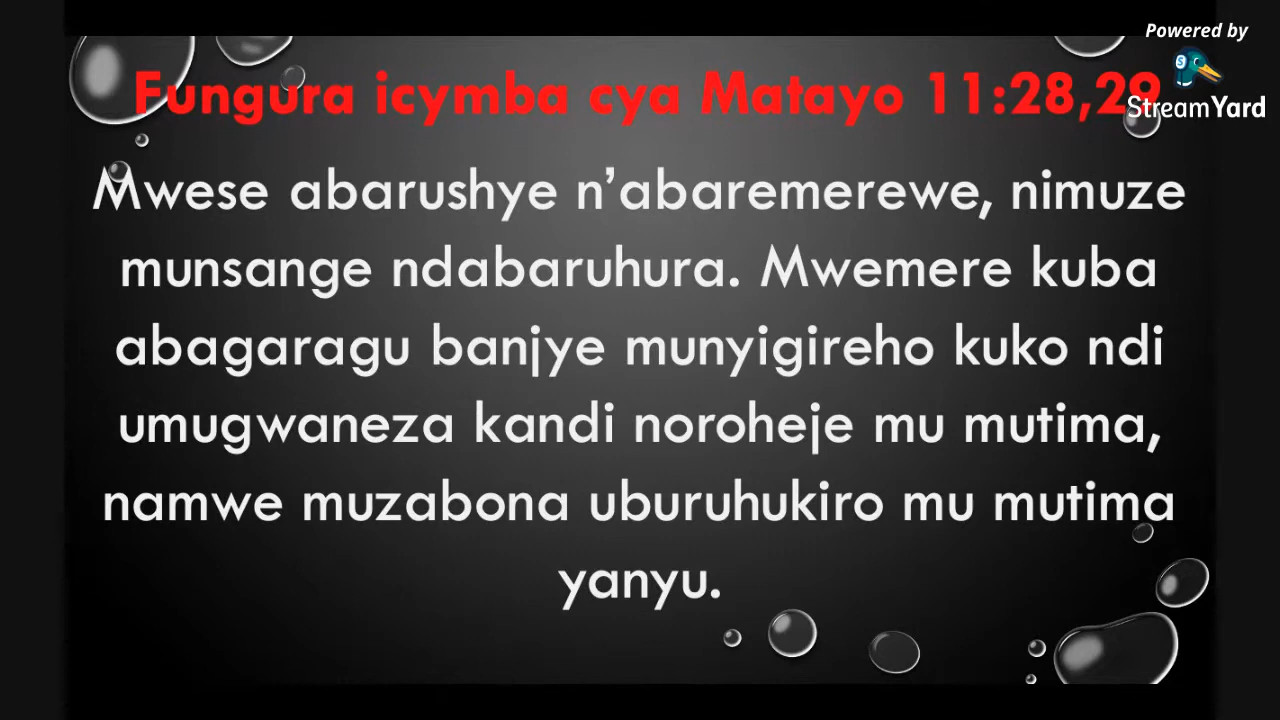 Powered by
StreamYard
Fungura icymba cya Matayo 11:28,29
Mwese abarushye n’abaremerewe, nimuze
munsange ndabaruhura. Mwemere kuba
abagaragu banjye munyigireho kuko ndi
umugwaneza kandi noroheje mu mutima,
namwe muzabona uburuhukiro mu mutima
yanyu.